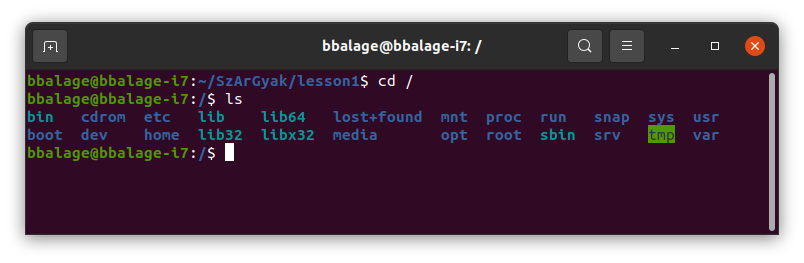 bbalage@bbalage-i7: /
bbalage@bbalage-i7:~/SzArGyak/lesson1$ cd /
bbalage@bbalage-i7:/$ ls
bin   cdrom  etc   lib    lib64   lost+found  mnt  proc  run   snap  sys  usr
boot  dev    home  lib32  libx32  media       opt  root  sbin  srv   tmp  var
bbalage@bbalage-i7:/$